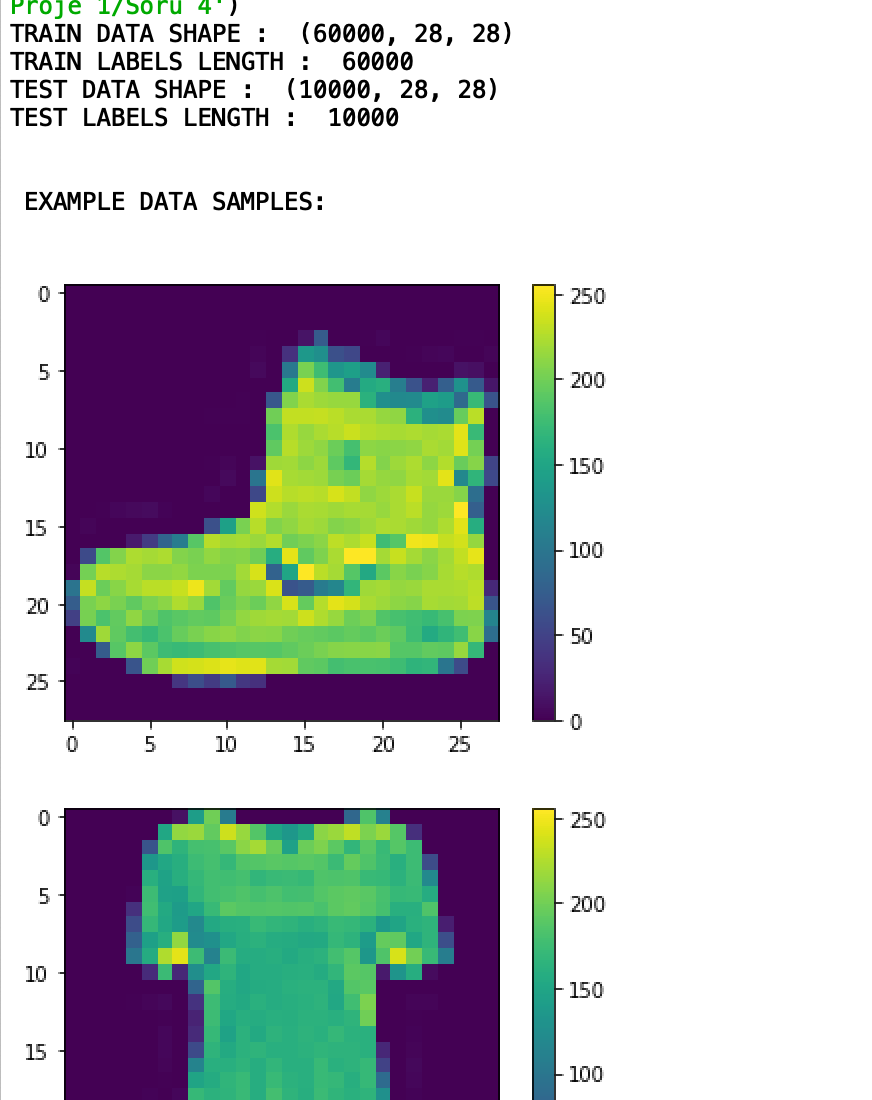 Proje 1/Soru 4')
TRAIN DATA SHAPE :  (60000, 28, 28)
TRAIN LABELS LENGTH :  60000
TEST DATA SHAPE :  (10000, 28, 28)
TEST LABELS LENGTH :  10000
EXAMPLE DATA SAMPLES:
0
5
10
15
20
25
0 5 10 15 20 25
250
200
150
100
50
0
0
5
10
15
250
200
150
100